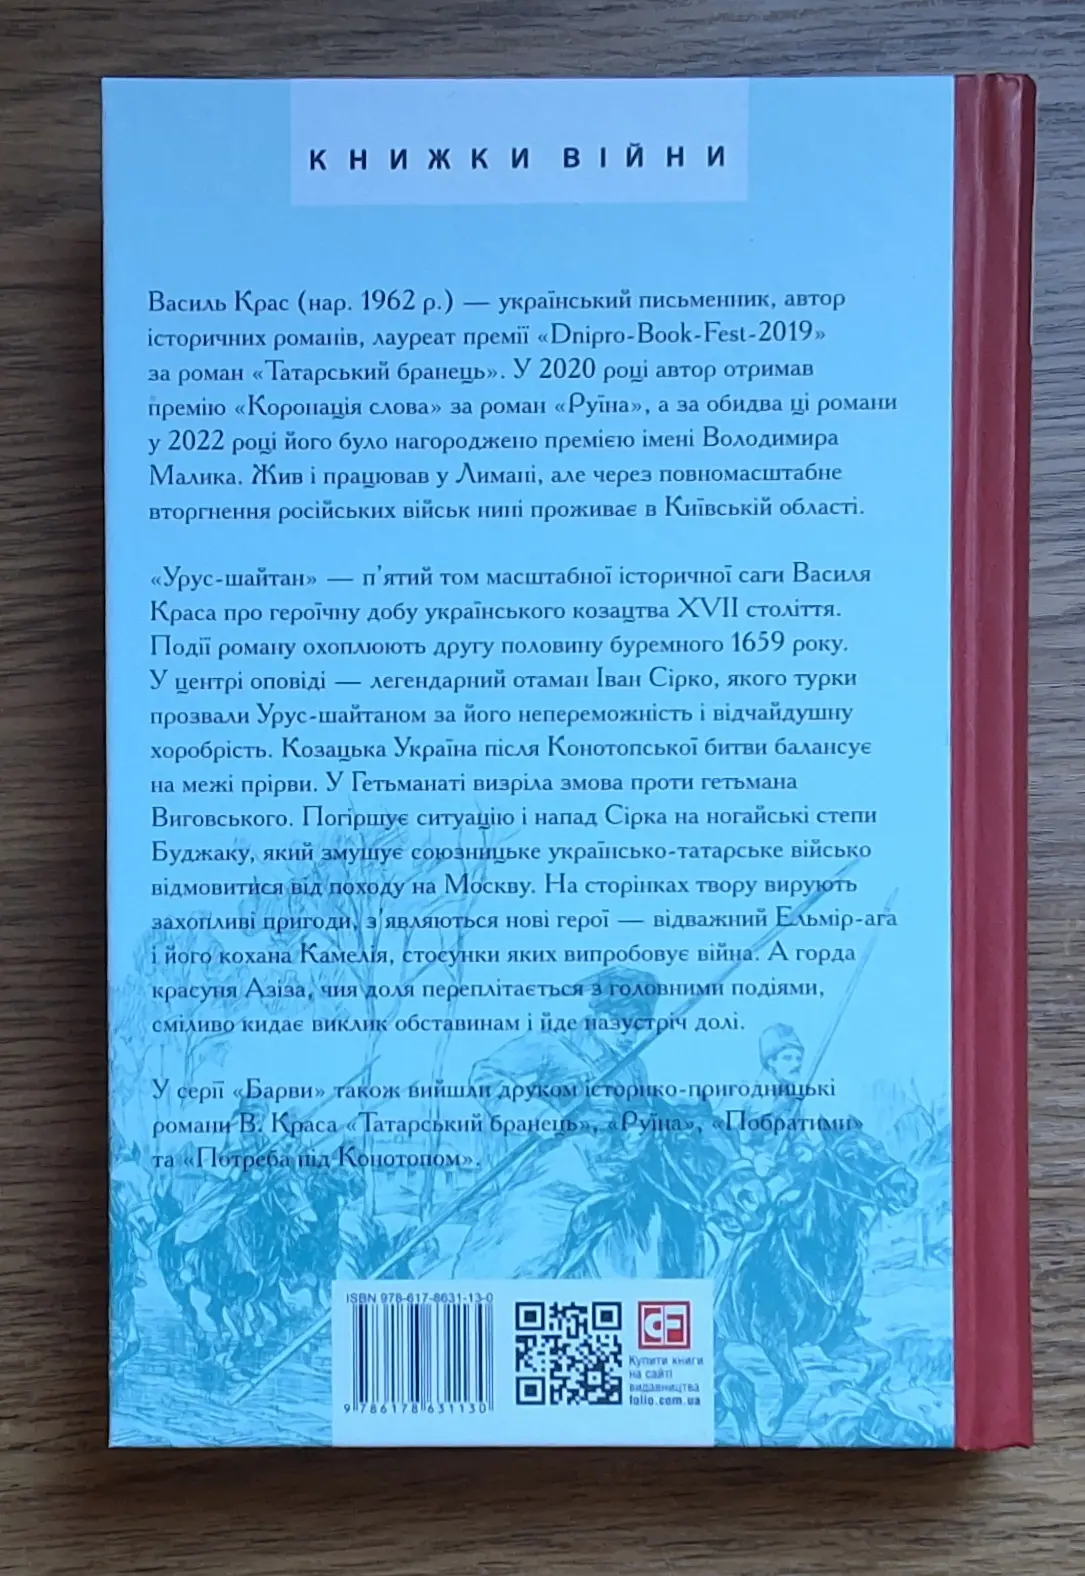 КНИЖКИ ВІЙНИ
Василь Крас (нар. 1962 р.) — український письменник, автор
історичних романів, лауреат премії «Dnipro-Book-Fest-2019»
за роман «Татарський бранець». У 2020 році автор отримав
премію «Коронація слова» за роман «Руїна», а за обидва ці романи
у 2022 році його було нагороджено премією імені Володимира
Малика. Жив і працював у Лимані, але через повномасштабне
вторгнення російських військ нині проживає в Київській області.
«Урус-шайтан» — п’ятий том масштабної історичної саги Василя
Краса про героїчну добу українського козацтва XVII століття.
Події роману охоплюють другу половину буремного 1659 року.
У центрі оповіді — легендарний отаман Іван Сірко, якого турки
прозвали Урус-шайтаном за його непереможність і відчайдушну
хоробрість. Козацька Україна після Конотопської битви балансує
на межі прірви. У Гетьманаті визріла змова проти гетьмана
Виговського. Погіршує ситуацію і напад Сірка на ногайські степи
Буджаку, який змушує союзницьке українсько-татарське військо
відмовитися від походу на Москву. На сторінках твору вирують
захопливі пригоди, з’являються нові герої — відважний Ельмір-ага
і його кохана Камелія, стосунки яких випробовує війна. А горда
красуня Азіза, чия доля переплітається з головними подіями,
сміливо кидає виклик обставинам і йде назустріч долі.
У серії «Барви» також вийшли друком історико-пригодницькі
романи В. Краса «Татарський бранець», «Руїна», «Побратими»
та «Потреба під Конотопом».
ISBN 978-617-8631-13-0
9 786178 631130
CF
Купити книги
на сайті
видавництва
folio.com.ua